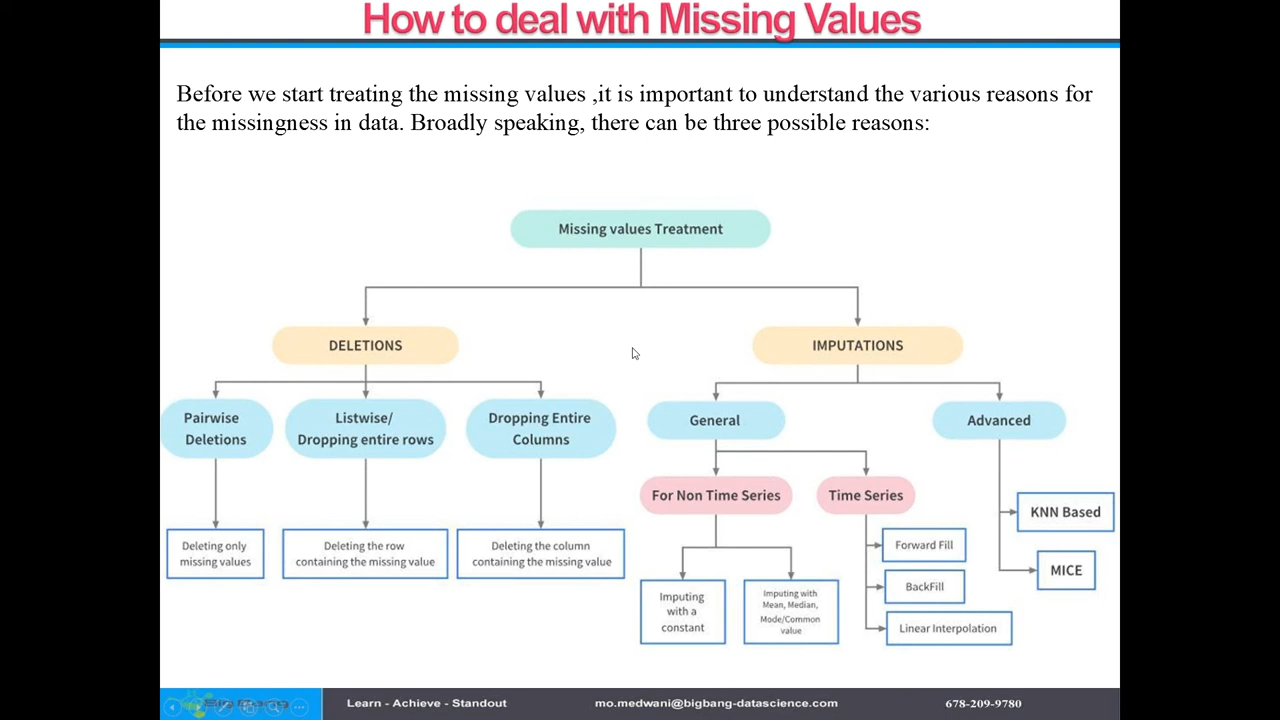 How to deal with Missing Values
Before we start treating the missing values ,it is important to understand the various reasons for
the missingness in data. Broadly speaking, there can be three possible reasons:
Missing values Treatment
DELETIONS
IMPUTATIONS
Pairwise
Deletions
Listwise/
Dropping entire rows
Dropping Entire
Columns
General
Advanced
For Non Time Series
Time Series
KNN Based
MICE
Deleting only
missing values
Deleting the row
containing the missing value
Deleting the column
containing the missing value
Forward Fill
BackFill
Linear Interpolation
Imputing
with a
constant
Imputing with
Mean, Median,
Mode/Common
value
Big Bang
Learn - Achieve - Standout
mo.medwani@bigbang-datascience.com
678-209-9780